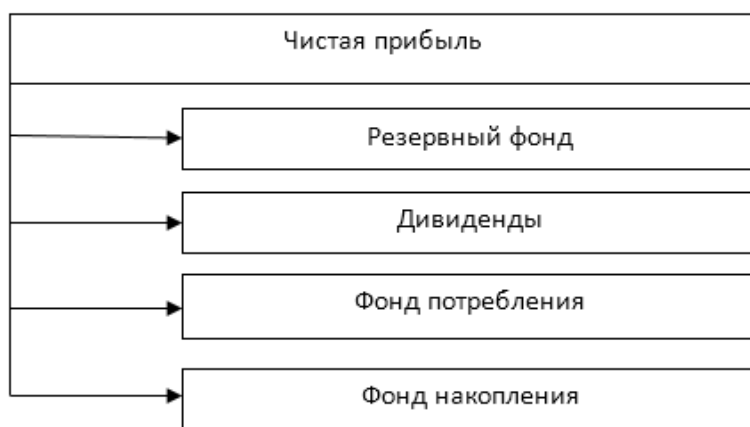 Чистая прибыль
Резервный фонд
Дивиденды
Фонд потребления
Фонд накопления